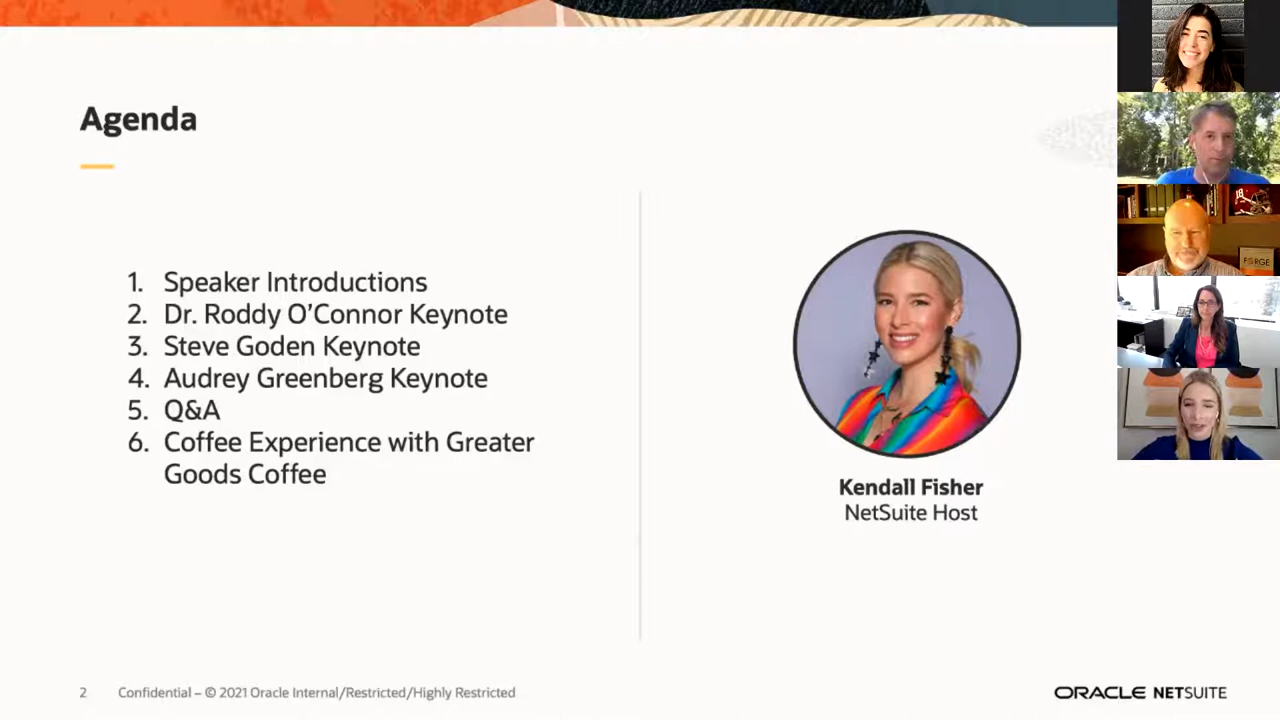 Agenda
1. Speaker Introductions
2. Dr. Roddy O'Connor Keynote
3. Steve Goden Keynote
4. Audrey Greenberg Keynote
5. Q&A
6. Coffee Experience with Greater
Goods Coffee
Kendall Fisher
NetSuite Host
FORGE
2 Confidential – © 2021 Oracle Internal/Restricted/Highly Restricted
ORACLE NETSUITE